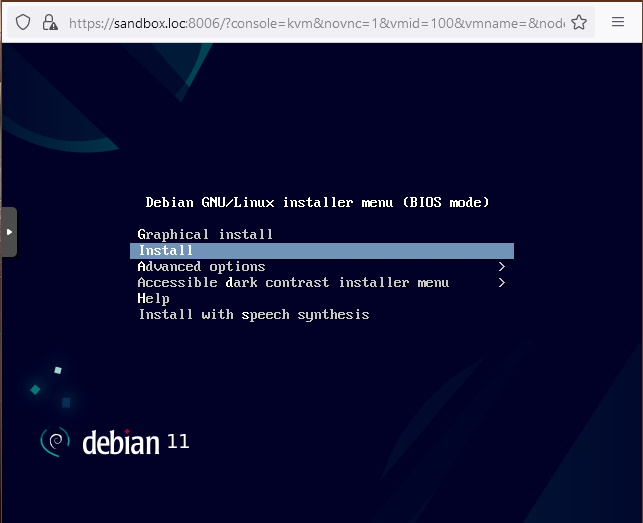 https://sandbox.loc:8006/?console=kvm&novnc=1&vmid=100&vmname=&node
Debian GNU/Linux installer menu (BIOS mode)
Graphical install
Install
Advanced options >
Accessible dark contrast installer menu >
Help
Install with speech synthesis
debian 11